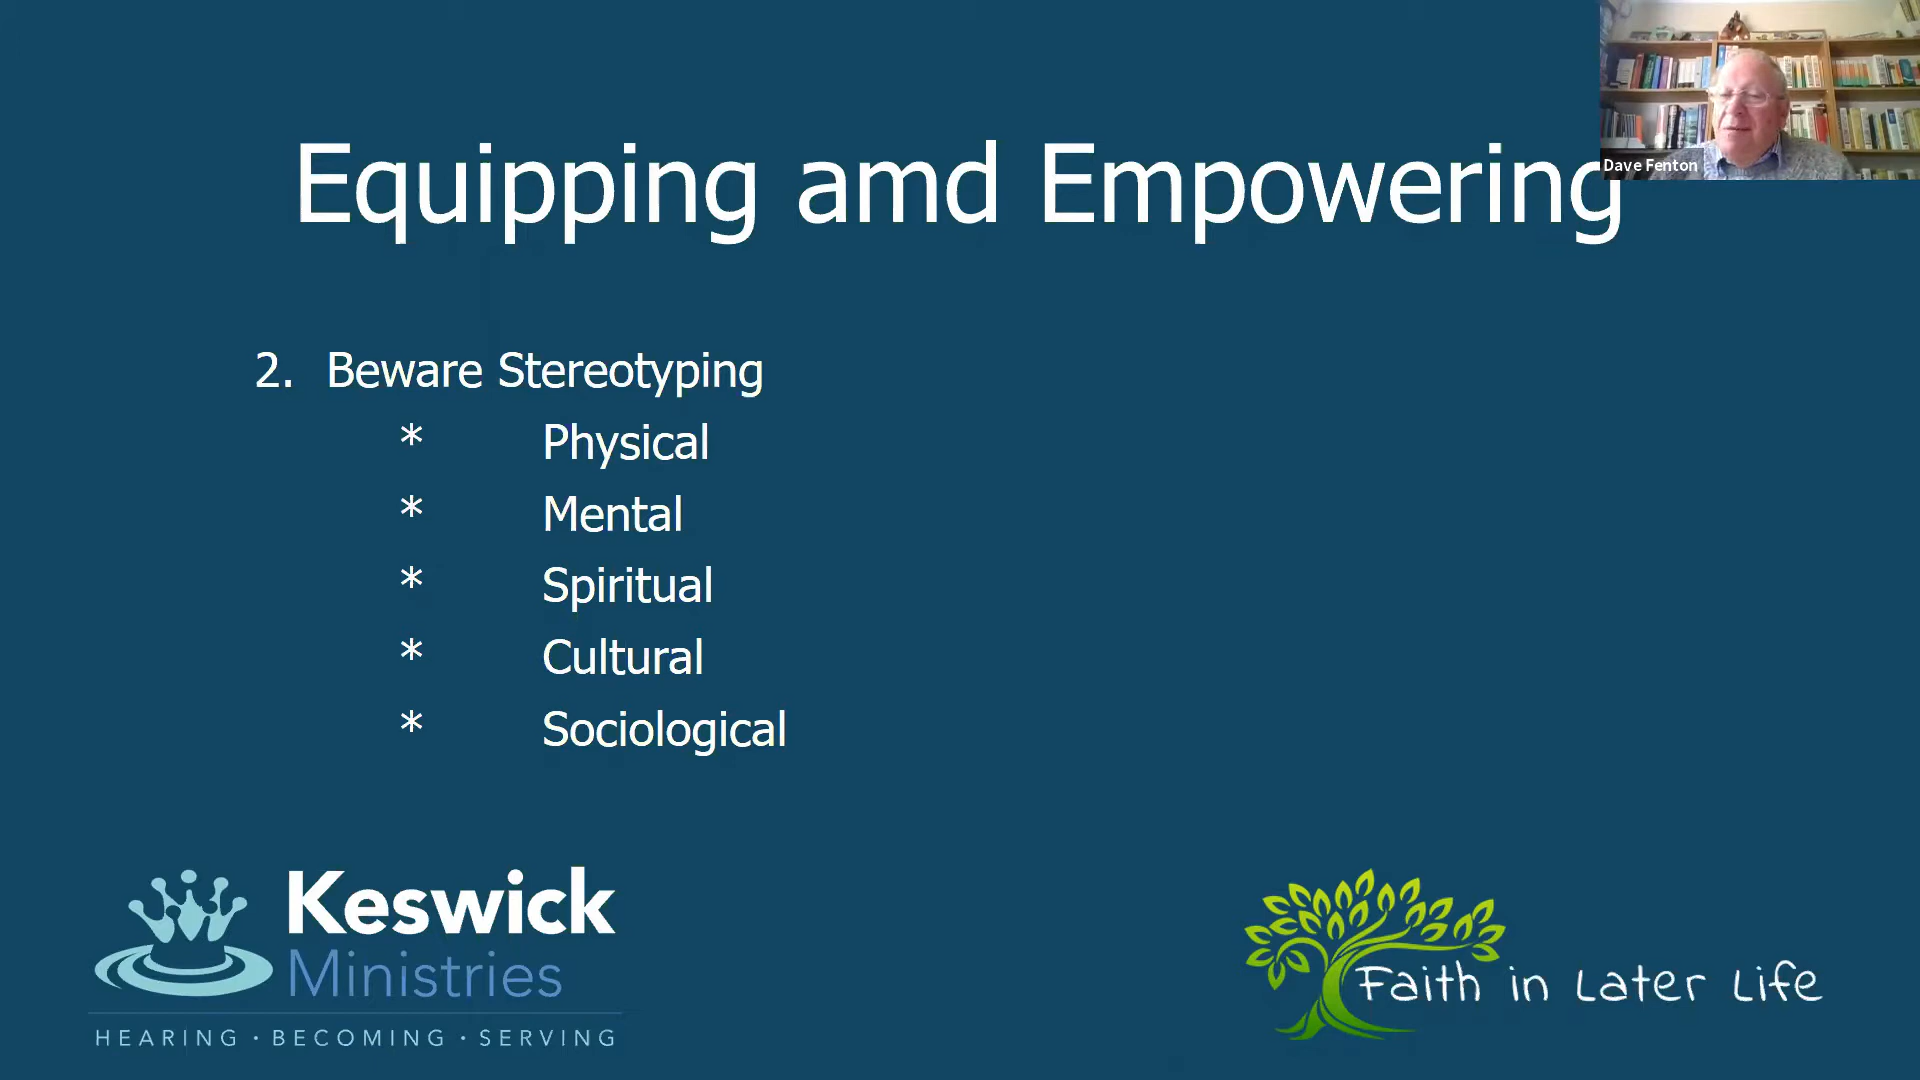 Equipping amd Empowering
Dave Fenton
2. Beware Stereotyping
* Physical
* Mental
* Spiritual
* Cultural
* Sociological
Keswick
Ministries
HEARING · BECOMING · SERVING
Faith in Later Life